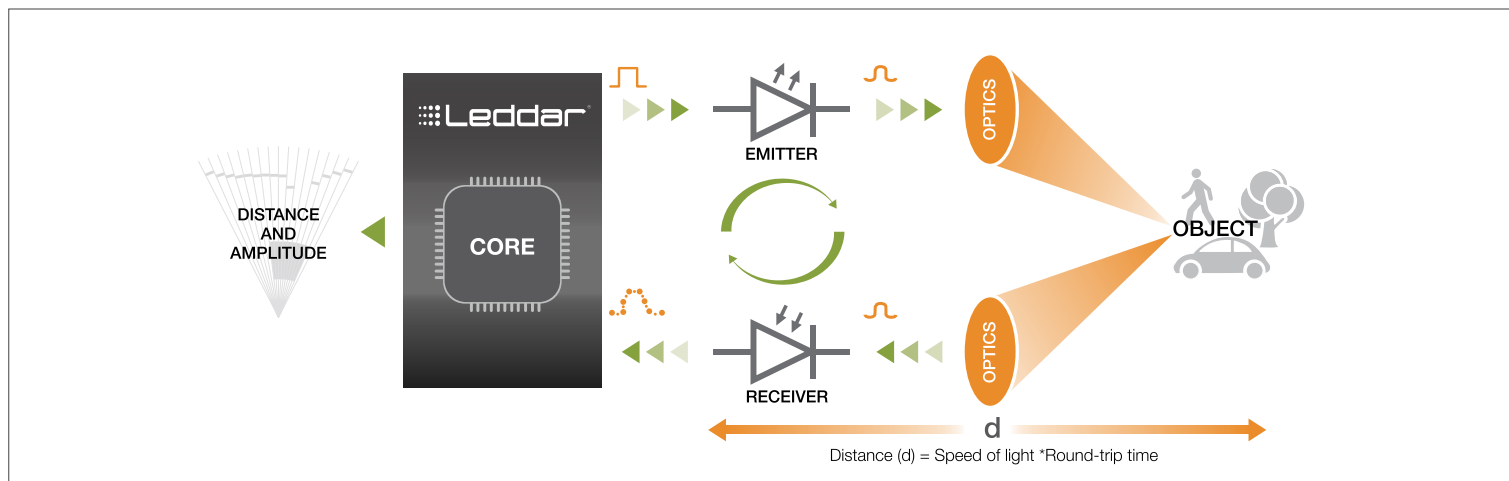 Leddar®
CORE
DISTANCE
AND
AMPLITUDE
EMITTER
OPTICS
OBJECT
RECEIVER
OPTICS
d
Distance (d) = Speed of light *Round-trip time